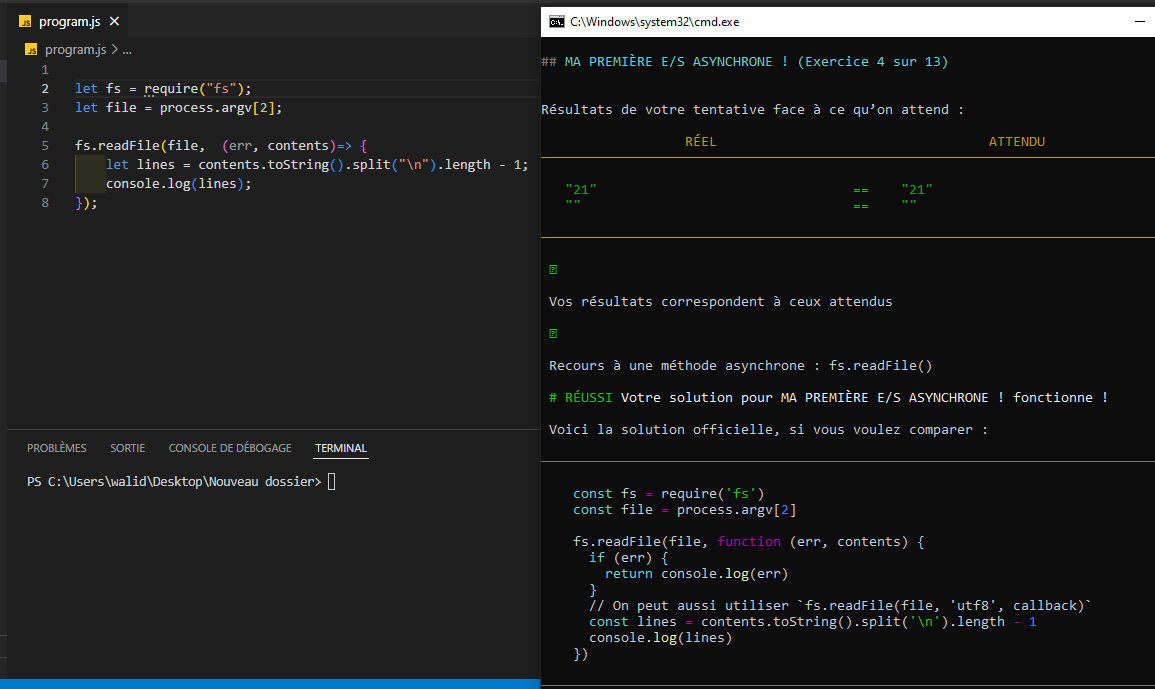 JS program.js ×
JS program.js > ...
1
2 let fs = require("fs");
3 let file = process.argv[2];
4
5 fs.readFile(file,  (err, contents)=> {
6     let lines = contents.toString().split("\n").length - 1;
7     console.log(lines);
8 });
PROBLÈMES SORTIE CONSOLE DE DÉBOGAGE TERMINAL
PS C:\Users\walid\Desktop\Nouveau dossier>
C:\Windows\system32\cmd.exe
## MA PREMIÈRE E/S ASYNCHRONE ! (Exercice 4 sur 13)
Résultats de votre tentative face à ce qu’on attend :
RÉEL ATTENDU
"21" == "21"
"" == ""
Vos résultats correspondent à ceux attendus
Recours à une méthode asynchrone : fs.readFile()
# RÉUSSI Votre solution pour MA PREMIÈRE E/S ASYNCHRONE ! fonctionne !
Voici la solution officielle, si vous voulez comparer :
const fs = require('fs')
const file = process.argv[2]
fs.readFile(file, function (err, contents) {
  if (err) {
    return console.log(err)
  }
  // On peut aussi utiliser `fs.readFile(file, 'utf8', callback)`
  const lines = contents.toString().split('\n').length - 1
  console.log(lines)
})